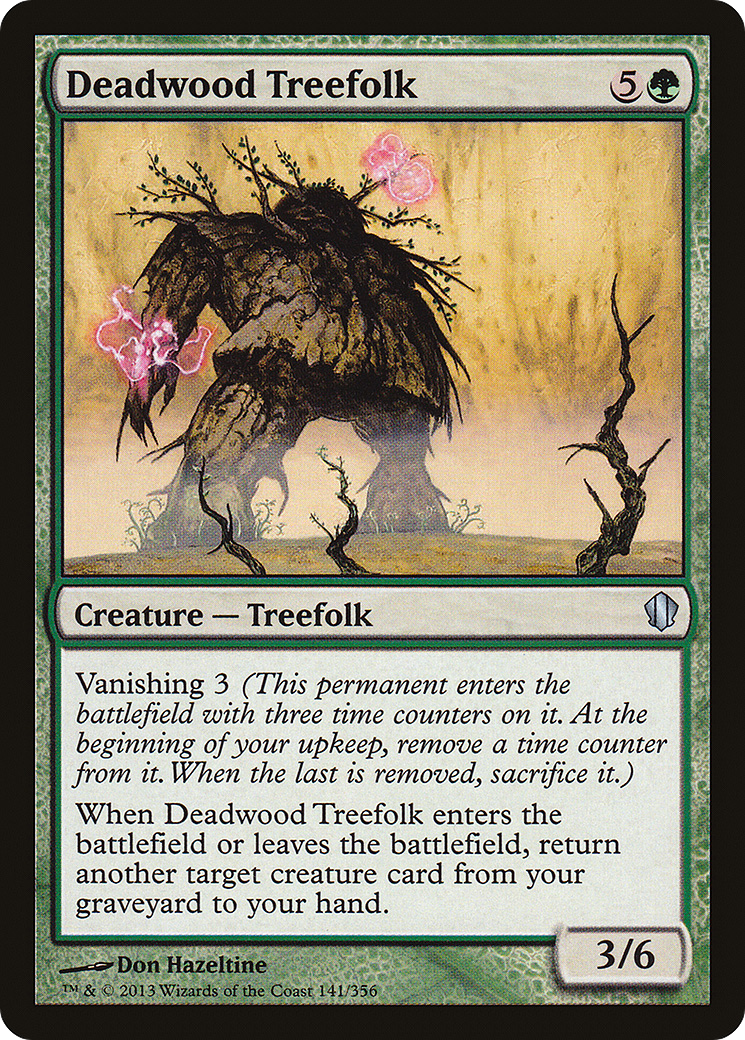 Deadwood Treefolk 5
Creature — Treefolk
Vanishing 3 (This permanent enters the
battlefield with three time counters on it. At the
beginning of your upkeep, remove a time counter
from it. When the last is removed, sacrifice it.)
When Deadwood Treefolk enters the
battlefield or leaves the battlefield, return
another target creature card from your
graveyard to your hand.
3/6
Don Hazeltine
™ & © 2013 Wizards of the Coast 141/356